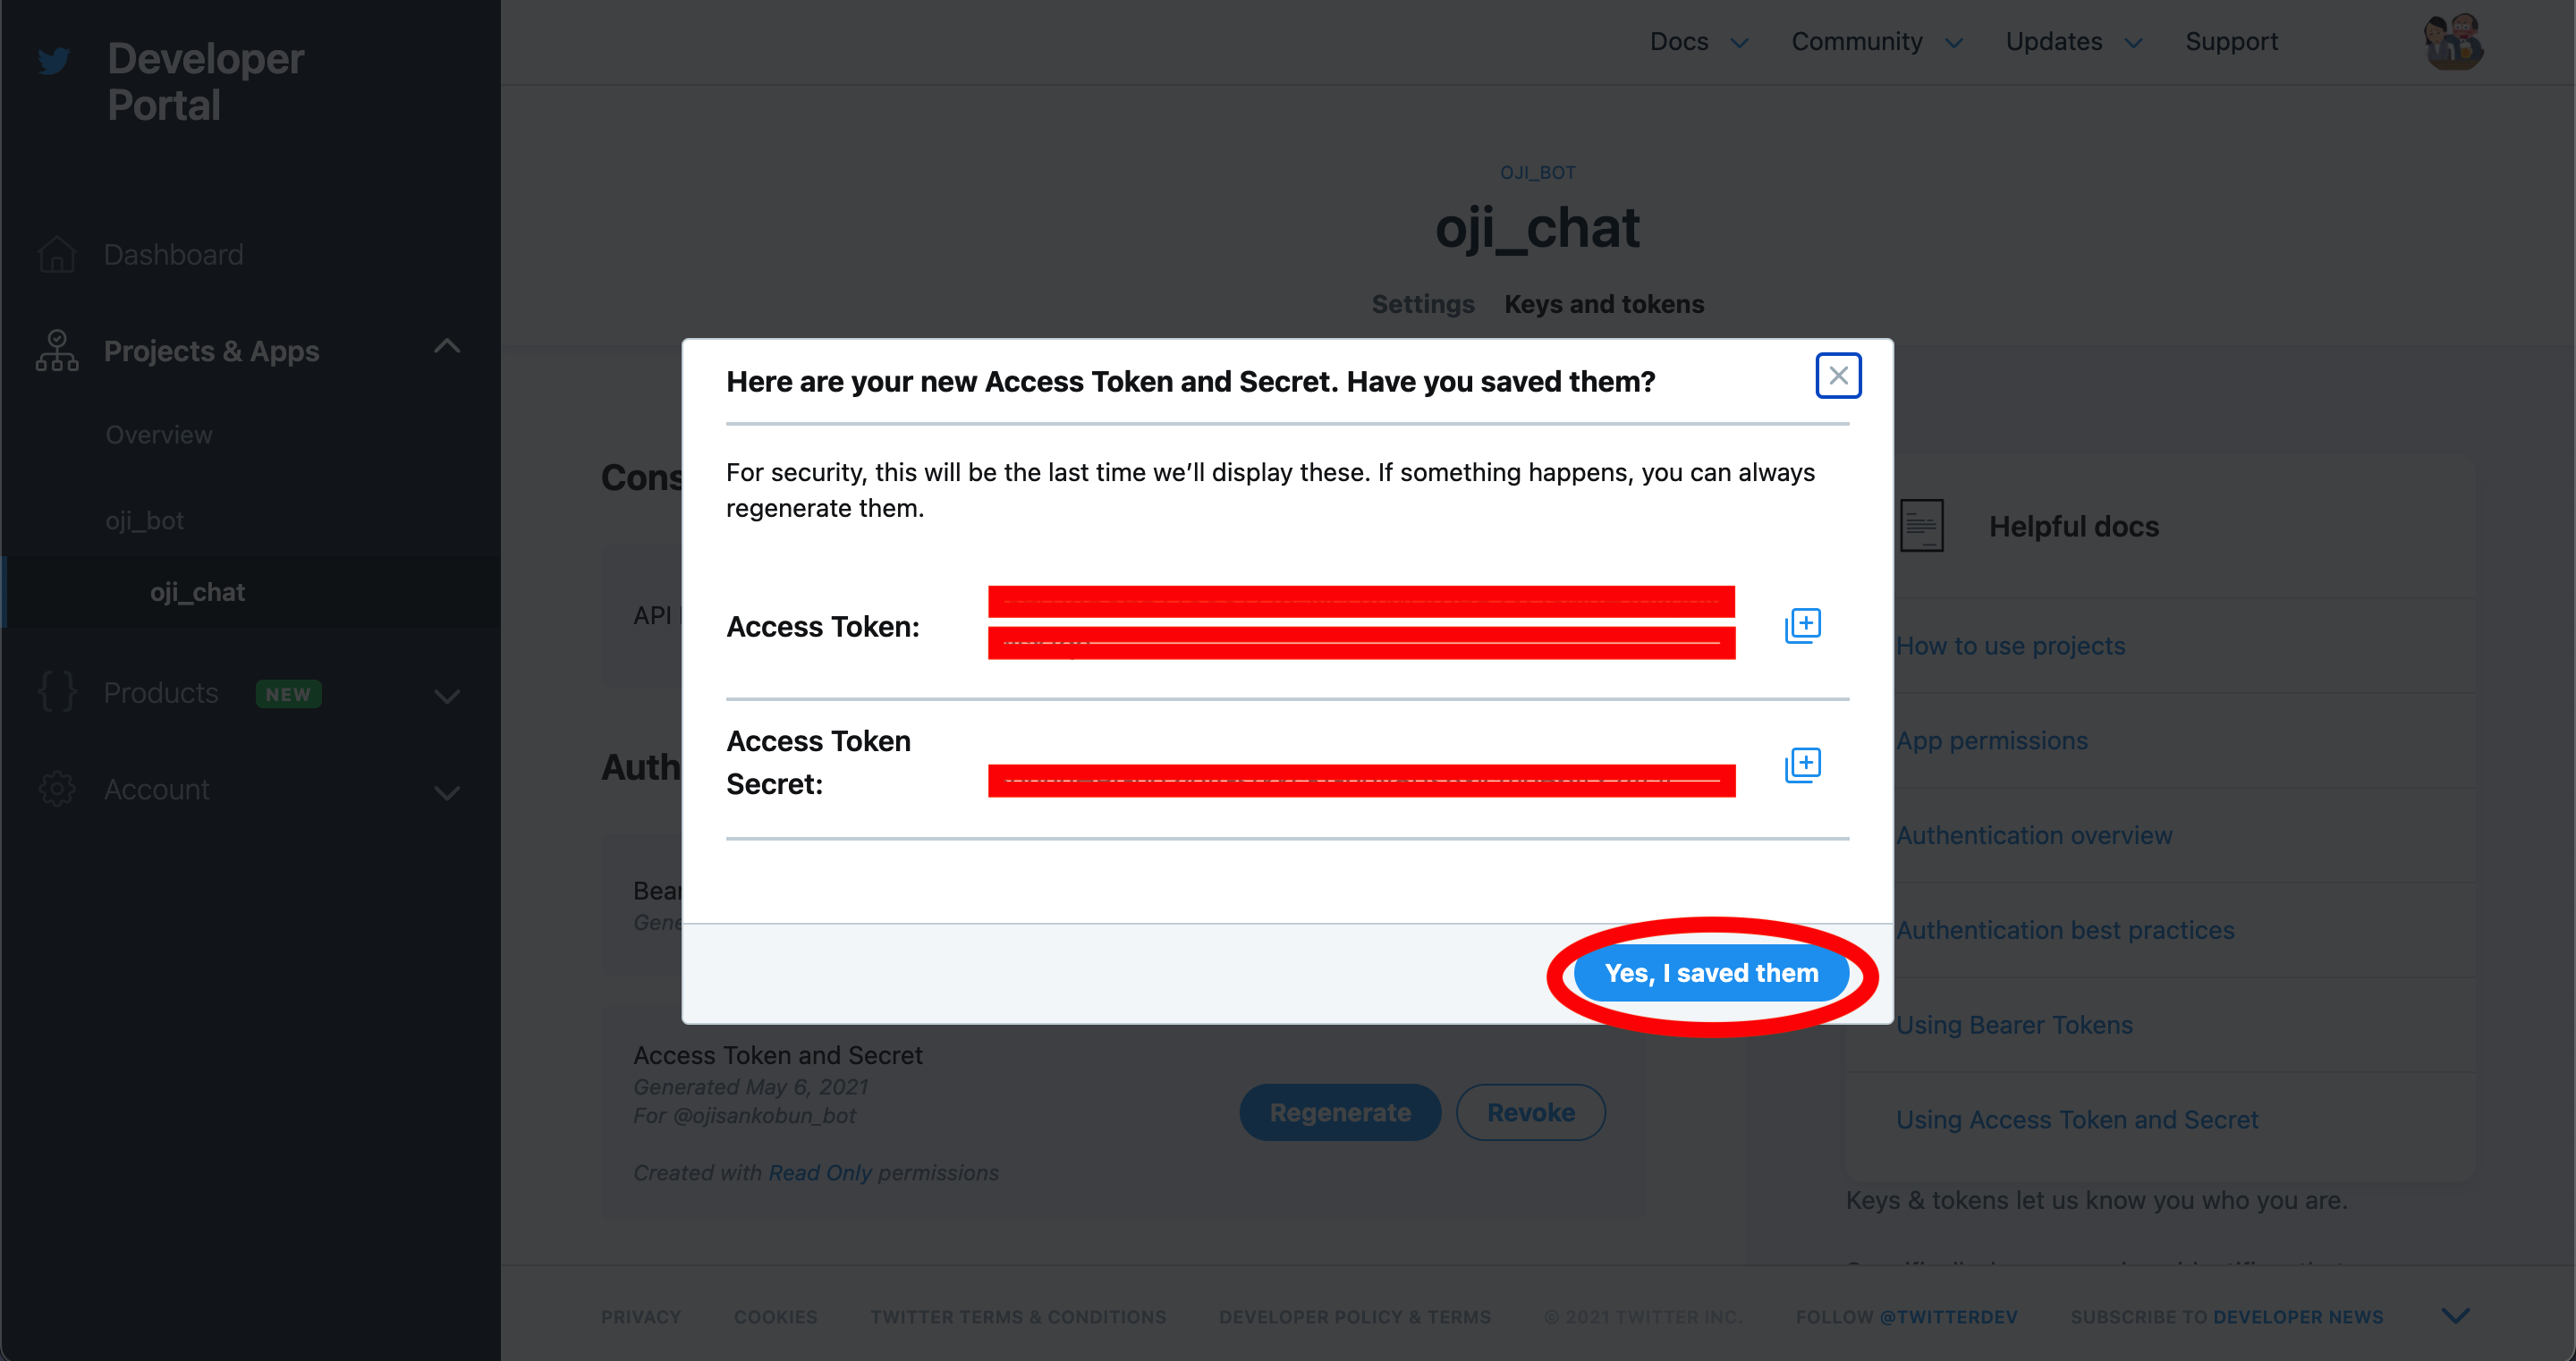 Developer
Portal
Docs
Community
Updates
Support
Dashboard
Projects & Apps
Overview
oji_bot
oji_chat
Products
NEW
Account
OJI_BOT
oji_chat
Settings
Keys and tokens
Here are your new Access Token and Secret. Have you saved them?
For security, this will be the last time we’ll display these. If something happens, you can always
regenerate them.
Access Token:
Access Token
Secret:
Yes, I saved them
Cons
API
Auth
Bear
Gene
Access Token and Secret
Generated May 6, 2021
For @ojisankobun_bot
Created with Read Only permissions
Regenerate
Revoke
Helpful docs
How to use projects
App permissions
Authentication overview
Authentication best practices
Using Bearer Tokens
Using Access Token and Secret
Keys & tokens let us know you who you are.
PRIVACY
COOKIES
TWITTER TERMS & CONDITIONS
DEVELOPER POLICY & TERMS
© 2021 TWITTER INC.
FOLLOW @TWITTERDEV
SUBSCRIBE TO DEVELOPER NEWS